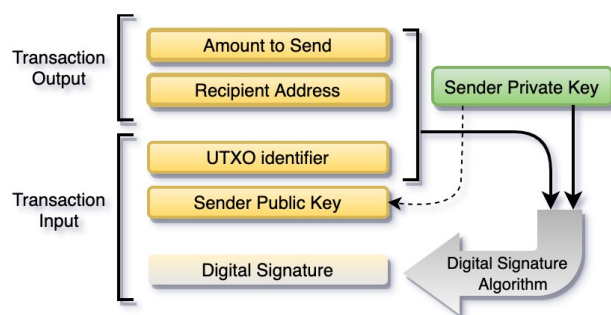 Transaction
Output
Amount to Send
Recipient Address
Sender Private Key
Transaction
Input
UTXO identifier
Sender Public Key
Digital Signature
Digital Signature
Algorithm